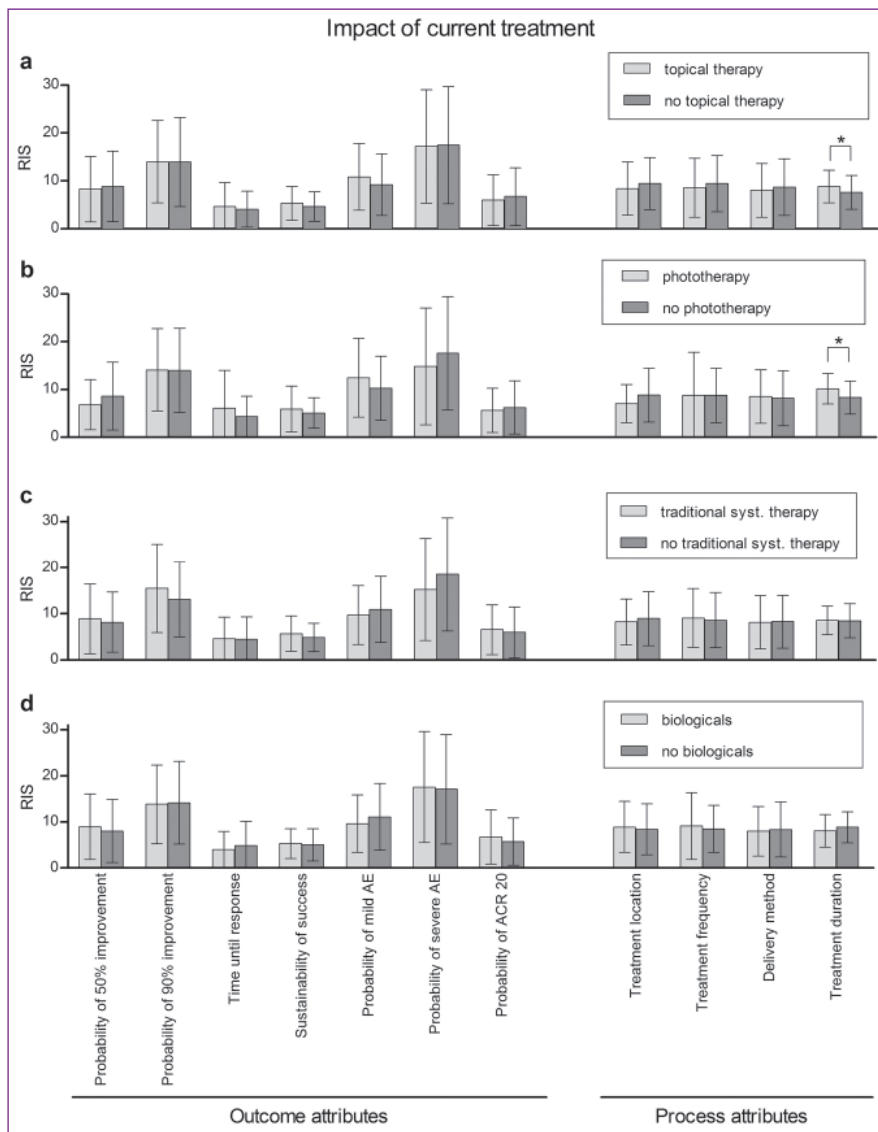 Impact of current treatment
a
30
20
10
0
RIS
topical therapy
no topical therapy
*
b
30
20
10
0
RIS
phototherapy
no phototherapy
*
c
30
20
10
0
RIS
traditional syst. therapy
no traditional syst. therapy
d
30
20
10
0
RIS
biologicals
no biologicals
Probability of 50% improvement
Probability of 90% improvement
Time until response
Sustainability of success
Probability of mild AE
Probability of severe AE
Probability of ACR 20
Treatment location
Treatment frequency
Delivery method
Treatment duration
Outcome attributes
Process attributes